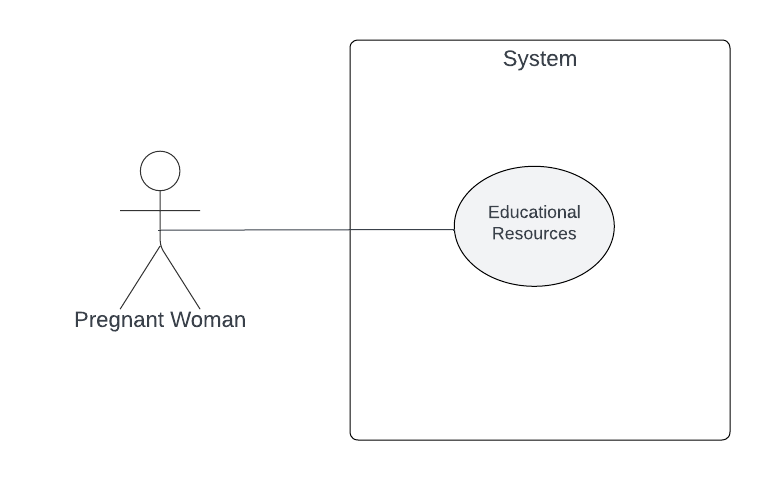 System
Educational
Resources
Pregnant Woman